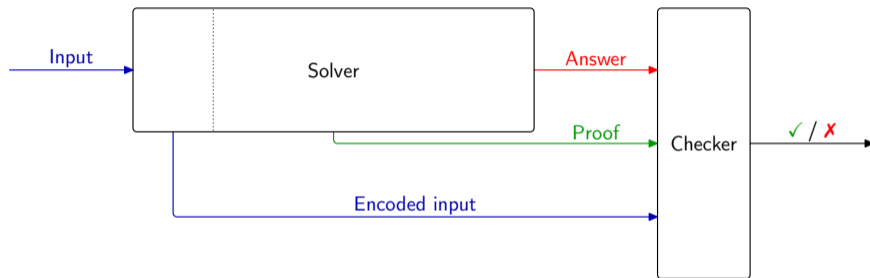 Input
Solver
Answer
Proof
Checker
✓ / ✗
Encoded input